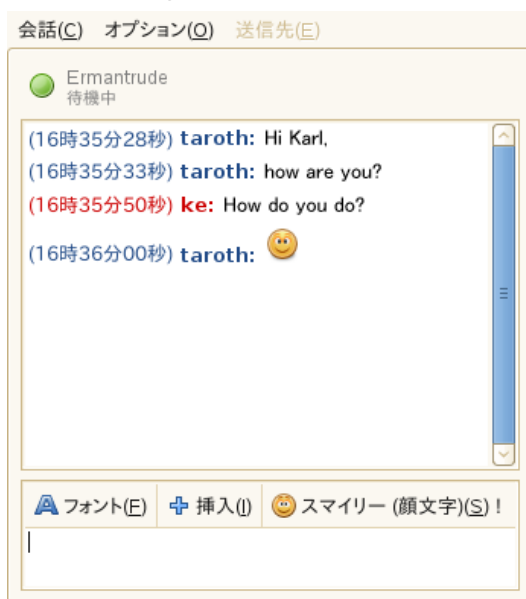 会話(C) オプション(O) 送信先(E)
Ermantrude
待機中
(16時35分28秒) taroth: Hi Karl,
(16時35分33秒) taroth: how are you?
(16時35分50秒) ke: How do you do?
(16時36分00秒) taroth:
フォント(F) 挿入(I) スマイリー (顔文字)(S) !